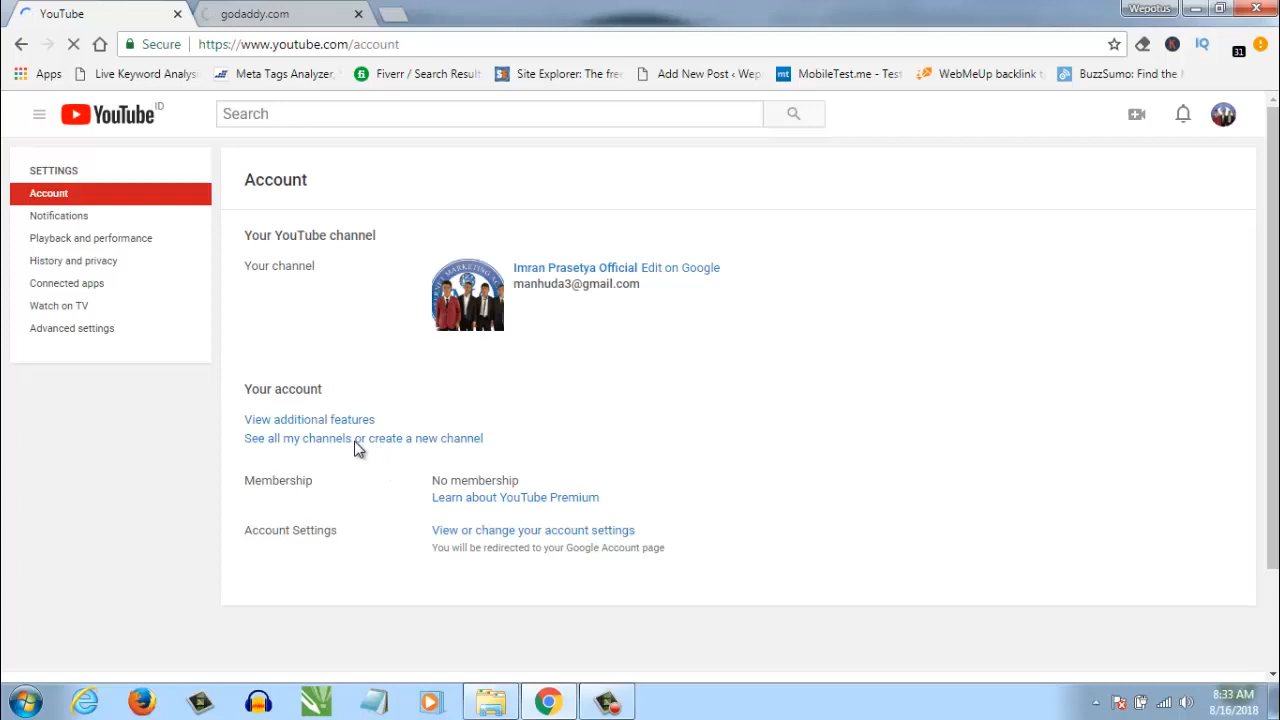 YouTube
godaddy.com
Wepotus
Secure
https://www.youtube.com/account
IQ
31
Apps
Live Keyword Analys
Meta Tags Analyzer,
Fiverr / Search Result
Site Explorer: The fre
Add New Post ‹ Wep
MobileTest.me - Test
WebMeUp backlink t
BuzzSumo: Find the M
YouTube ID
Search
SETTINGS
Account
Notifications
Playback and performance
History and privacy
Connected apps
Watch on TV
Advanced settings
Account
Your YouTube channel
Your channel
Imran Prasetya Official Edit on Google
manhuda3@gmail.com
Your account
View additional features
See all my channels or create a new channel
Membership
No membership
Learn about YouTube Premium
Account Settings
View or change your account settings
You will be redirected to your Google Account page
8:33 AM
8/16/2018